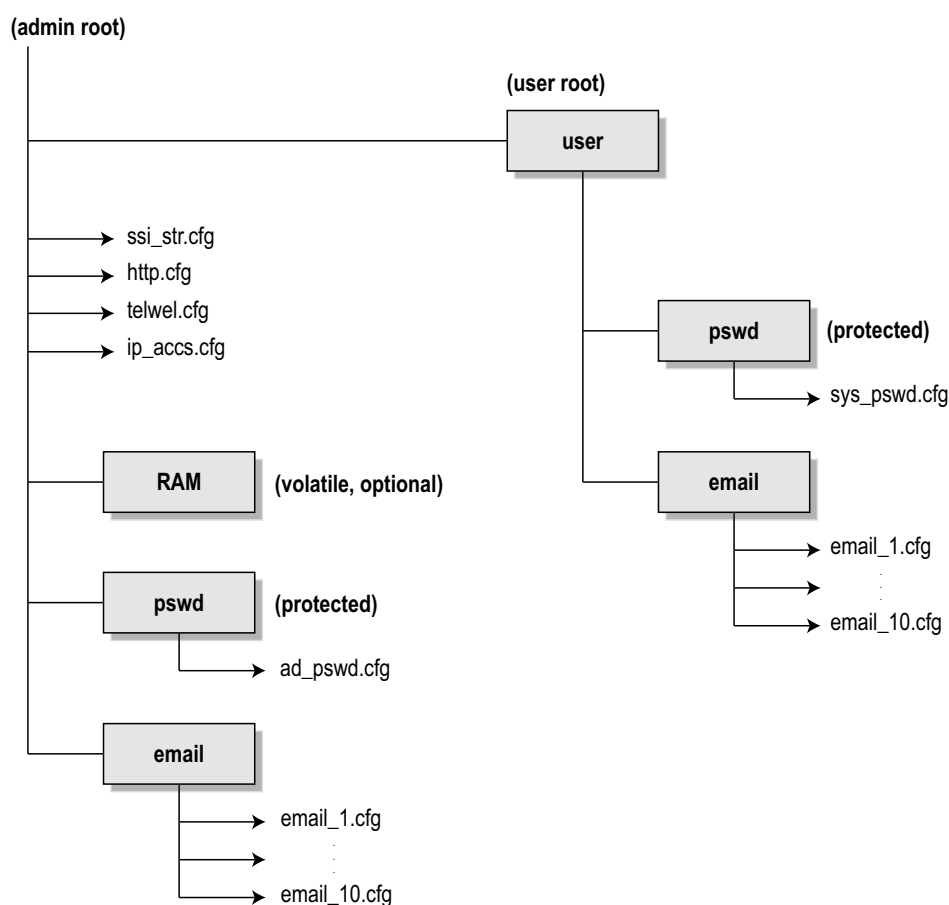 (admin root)
(user root)
user
ssi_str.cfg
http.cfg
telwel.cfg
ip_accs.cfg
pswd (protected)
sys_pswd.cfg
RAM (volatile, optional)
email
email_1.cfg
email_10.cfg
pswd (protected)
ad_pswd.cfg
email
email_1.cfg
email_10.cfg